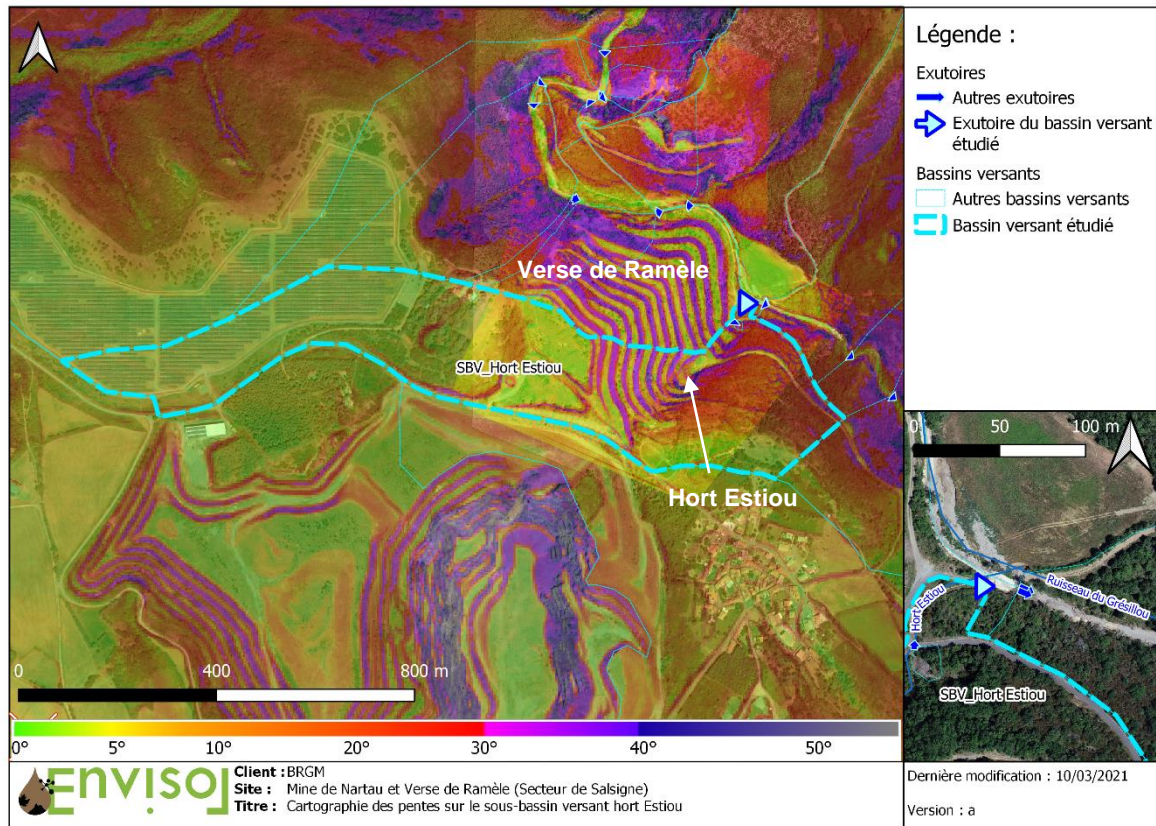 Verse de Ramèle
SBV_Hort Estiou
Hort Estiou
0 400 800 m
0° 5° 10° 20° 30° 40° 50°
Légende :
Exutoires
Autres exutoires
Exutoire du bassin versant
étudié
Bassins versants
Autres bassins versants
Bassin versant étudié
0 50 100 m
Ruisseau du Grésillou
Hort Estiou
SBV_Hort Estiou
Envisol
Client : BRGM
Site : Mine de Nartau et Verse de Ramèle (Secteur de Salsigne)
Titre : Cartographie des pentes sur le sous-bassin versant hort Estiou
Dernière modification : 10/03/2021
Version : a